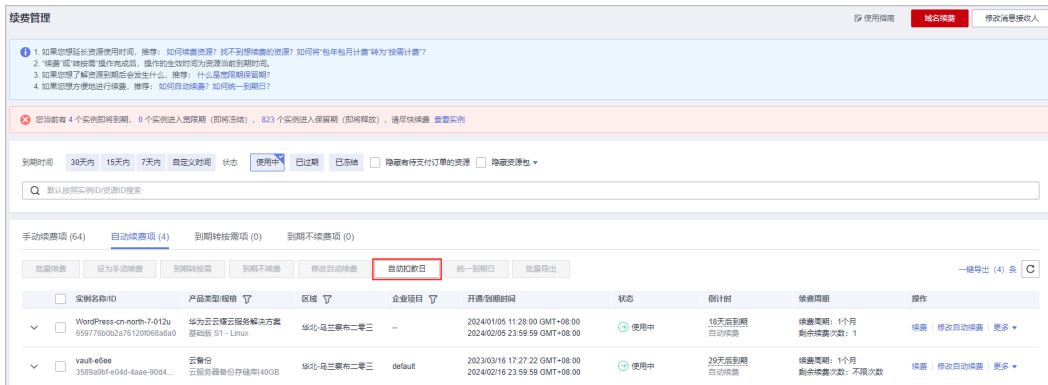 续费管理
使用指南
域名续费
修改消息接收人
1. 如果您想延长资源使用时间，推荐： 如何续费资源？找不到想续费的资源？如何将“包年包月计费”转为“按需计费”？
2. “续费”或“转按需”操作完成后，操作的生效时间为资源当前到期时间。
3. 如果您想了解资源到期后会发生什么，推荐： 什么是宽限期保留期？
4. 如果您想方便地进行续费，推荐： 如何自动续费？如何统一到期日？
您当前有 4 个实例即将到期， 0 个实例进入宽限期（即将冻结）， 823 个实例进入保留期（即将释放），请尽快续费 查看实例
到期时间 30天内 15天内 7天内 自定义时间 状态 使用中 已过期 已冻结 隐藏有待支付订单的资源 隐藏资源包
默认按照实例ID/资源ID搜索
手动续费项 (64) 自动续费项 (4) 到期转按需项 (0) 到期不续费项 (0)
批量续费 设为手动续费 到期转按需 到期不续费 修改自动续费 自动扣款日 统一到期日 批量导出 一键导出（4）条
实例名称/ID 产品类型/规格 区域 企业项目 开通/到期时间 状态 倒计时 续费周期 操作
WordPress-cn-north-7-012u 华为云云耀云服务解决方案 华北-乌兰察布二零三 -- 2024/01/05 11:28:00 GMT+08:00 使用中 18天后到期 续费周期：1个月 续费 修改自动续费 更多
659776b0b2a76120f068a8a0 基础版 S1 - Linux 2024/02/05 23:59:59 GMT+08:00 自动续费 剩余续费次数：1
vault-e6ee 云备份 华北-乌兰察布二零三 default 2023/03/16 17:27:22 GMT+08:00 使用中 29天后到期 续费周期：1个月 续费 修改自动续费 更多
3589a9bf-e04d-4aae-90d4... 云服务器备份存储库|40GB 2024/02/16 23:59:59 GMT+08:00 自动续费 剩余续费次数：不限次数